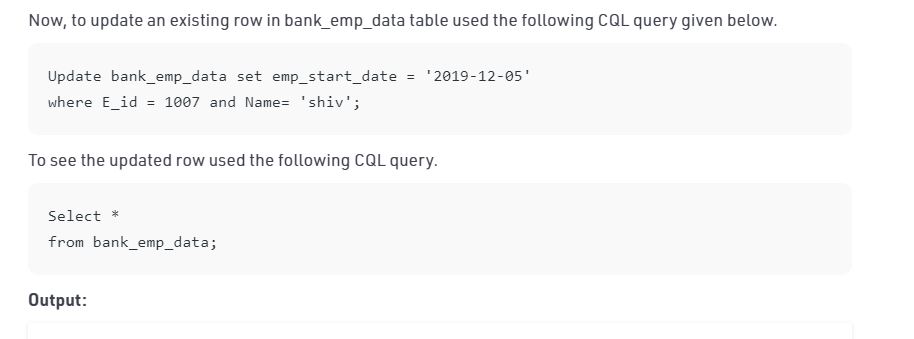 Now, to update an existing row in bank_emp_data table used the following CQL query given below.
Update bank_emp_data set emp_start_date = '2019-12-05'
where E_id = 1007 and Name= 'shiv';
To see the updated row used the following CQL query.
Select *
from bank_emp_data;
Output: